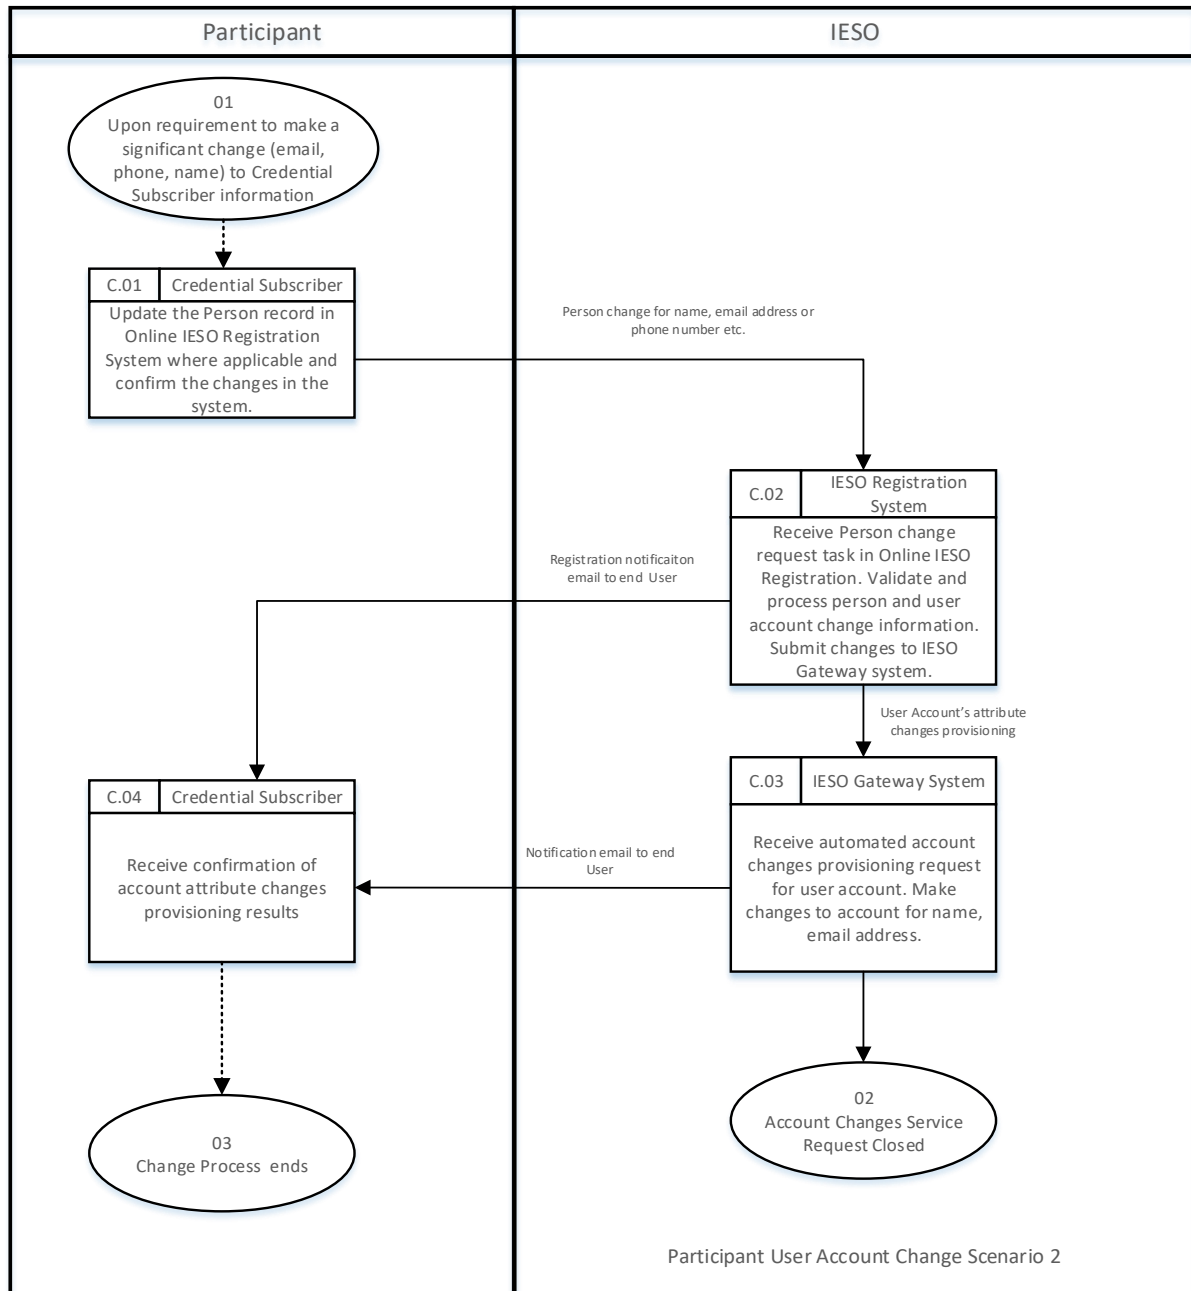 Participant
IESO
01
Upon requirement to make a
significant change (email,
phone, name) to Credential
Subscriber information
C.01
Credential Subscriber
Update the Person record in
Online IESO Registration
System where applicable and
confirm the changes in the
system.
Person change for name, email address or
phone number etc.
C.02
IESO Registration
System
Receive Person change
request task in Online IESO
Registration. Validate and
process person and user
account change information.
Submit changes to IESO
Gateway system.
Registration notificaiton
email to end User
User Account’s attribute
changes provisioning
C.03
IESO Gateway System
Receive automated account
changes provisioning request
for user account. Make
changes to account for name,
email address.
C.04
Credential Subscriber
Receive confirmation of
account attribute changes
provisioning results
Notification email to end
User
02
Account Changes Service
Request Closed
03
Change Process ends
Participant User Account Change Scenario 2